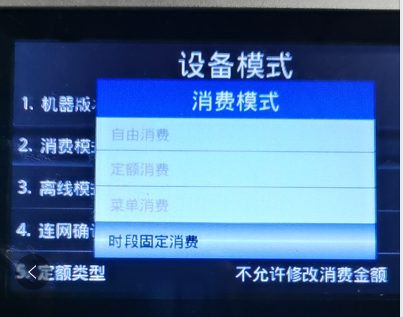 设备模式
消费模式
1、机器版
自由消费
2、消费模
定额消费
3、离线模
菜单消费
4、连网确
时段固定消费
定额类型 不允许修改消费金额